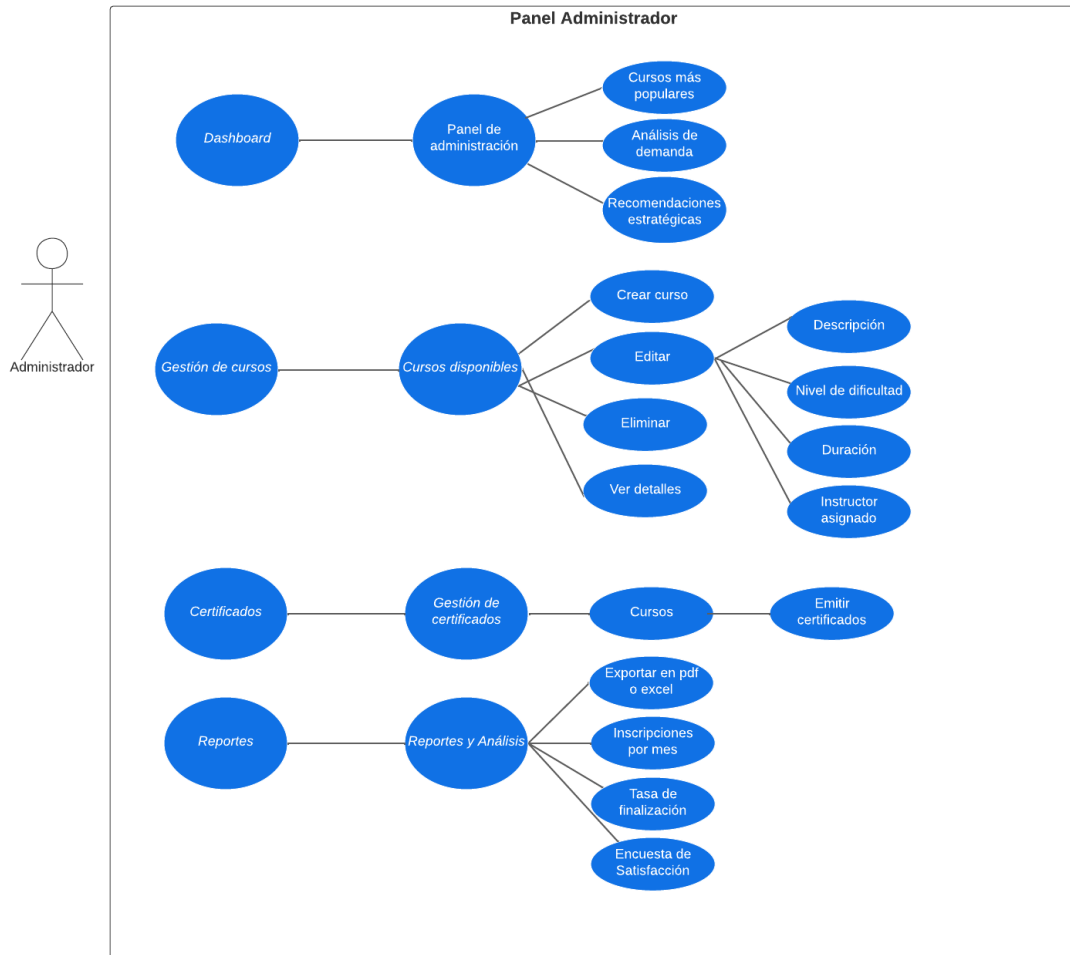 Panel Administrador
Cursos más
populares
Dashboard
Panel de
administración
Análisis de
demanda
Recomendaciones
estratégicas
Administrador
Crear curso
Gestión de cursos
Cursos disponibles
Editar
Eliminar
Ver detalles
Descripción
Nivel de dificultad
Duración
Instructor
asignado
Certificados
Gestión de
certificados
Cursos
Emitir
certificados
Reportes
Reportes y Análisis
Exportar en pdf
o excel
Inscripciones
por mes
Tasa de
finalización
Encuesta de
Satisfacción